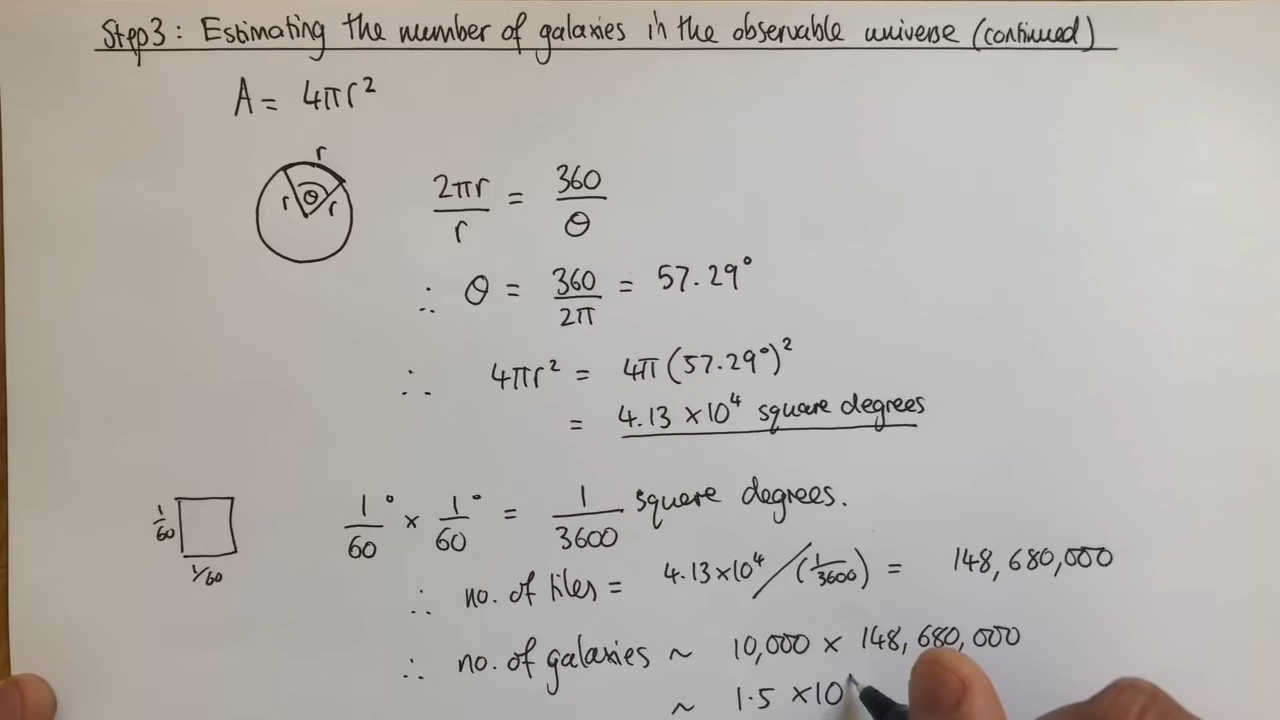 Step 3: Estimating the number of galaxies in the observable universe (continued)
A = 4πr²
r
r θ r
2πr/r = 360/θ
∴ θ = 360/2π = 57.29°
∴ 4πr² = 4π(57.29°)²
= 4.13 × 10⁴ square degrees
1/60
1/60
1/60° × 1/60° = 1/3600 square degrees.
∴ no. of tiles = 4.13×10⁴/(1/3600) = 148,680,000
∴ no. of galaxies ~ 10,000 × 148,680,000
~ 1.5 × 10